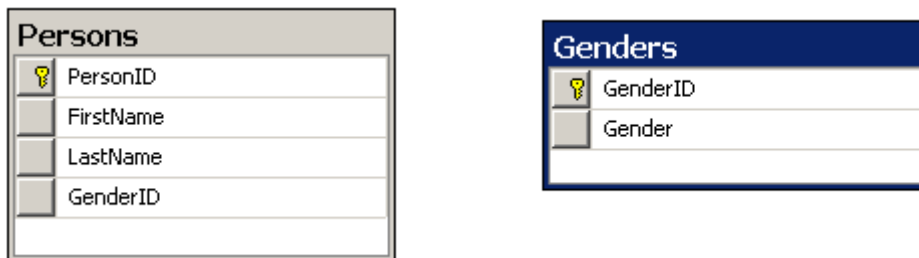 Persons
PersonID
FirstName
LastName
GenderID
Genders
GenderID
Gender